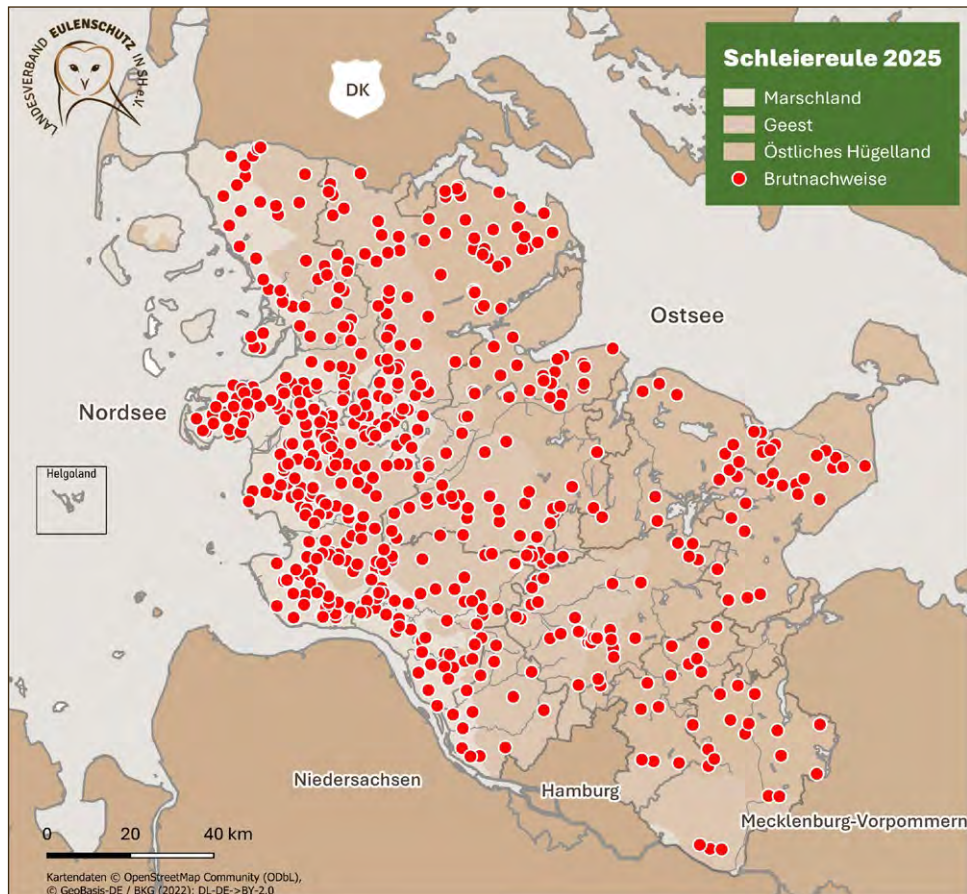 LANDESVERBAND EULENSCHUTZ IN SH e.V.
DK
Schleiereule 2025
Marschland
Geest
Östliches Hügelland
Brutnachweise
Ostsee
Nordsee
Helgoland
Niedersachsen
Hamburg
Mecklenburg-Vorpommern
0 20 40 km
Kartendaten © OpenStreetMap Community (ODbL),
© GeoBasis-DE / BKG (2022): DL-DE->BY-2.0